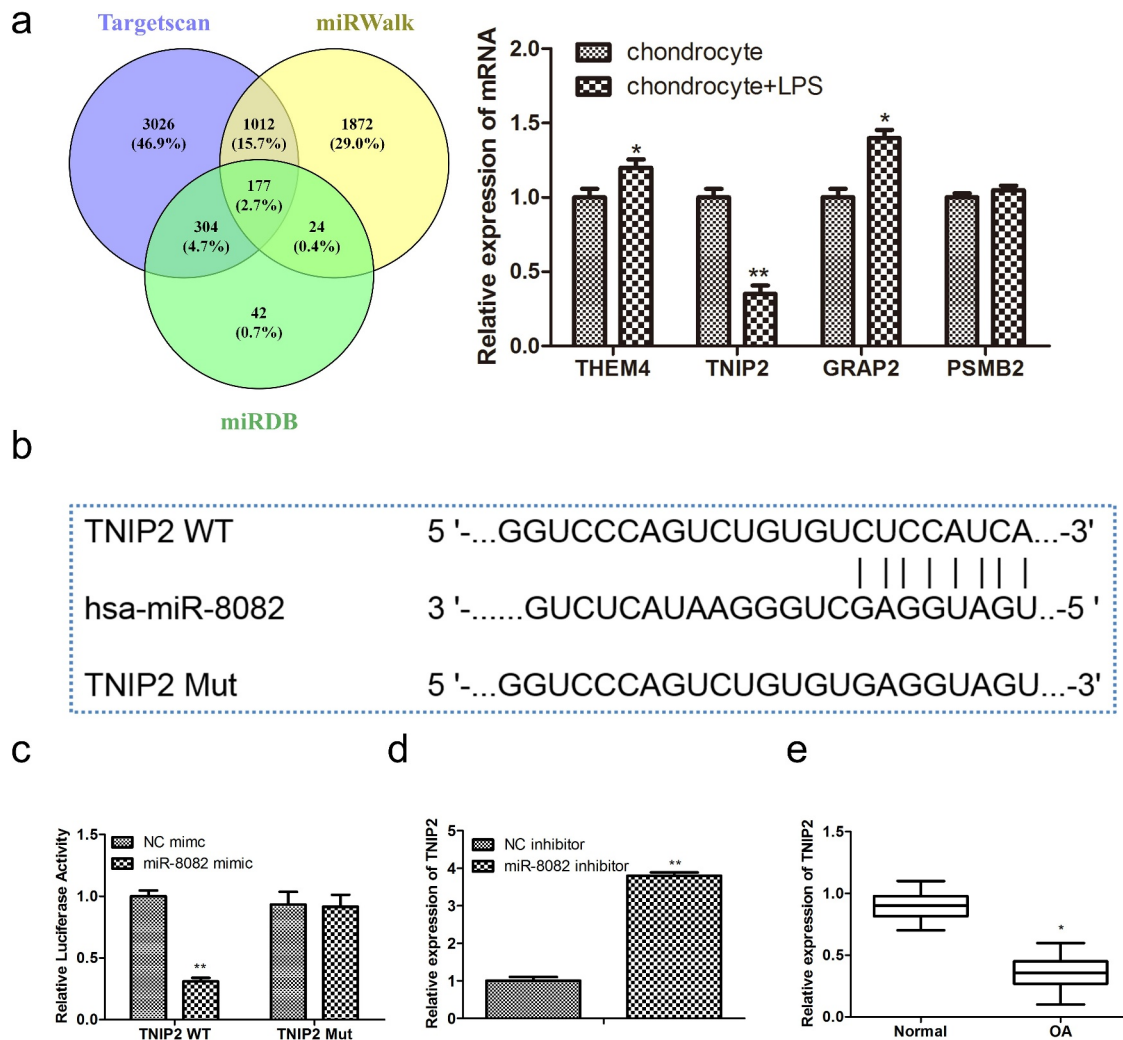 a
Targetscan
miRWalk
3026
(46.9%)
1012
(15.7%)
1872
(29.0%)
177
(2.7%)
304
(4.7%)
24
(0.4%)
42
(0.7%)
miRDB
Relative expression of mRNA
2.0
1.5
1.0
0.5
0.0
chondrocyte
chondrocyte+LPS
*
**
*
THEM4
TNIP2
GRAP2
PSMB2
b
TNIP2 WT 5 '-...GGUCCCAGUCUGUGUCUCCAUCA...-3'
hsa-miR-8082 3 '-......GUCUCAUAAGGGUCGAGGUAGU..-5 '
TNIP2 Mut 5 '-...GGUCCCAGUCUGUGUGAGGUAGU...-3'
c
Relative Luciferase Activity
1.5
1.0
0.5
0.0
NC mimc
miR-8082 mimic
**
TNIP2 WT
TNIP2 Mut
d
Relative expression of TNIP2
5
4
3
2
1
0
NC inhibitor
miR-8082 inhibitor
**
e
Relative expression of TNIP2
1.5
1.0
0.5
0.0
*
Normal
OA